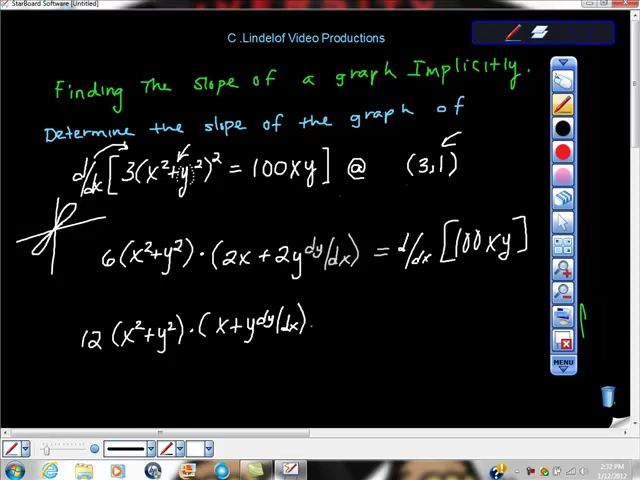 StarBoard Software [Untitled]
C .Lindelof Video Productions
Finding the slope of a graph Implicitly.
Determine the slope of the graph of
d/dx [3(x²+y²)² = 100xy] @ (3,1)
6(x²+y²)·(2x+2y dy/dx) = d/dx [100xy]
12(x²+y²)·(x+y dy/dx)
MENU
2:32 PM
1/12/2012